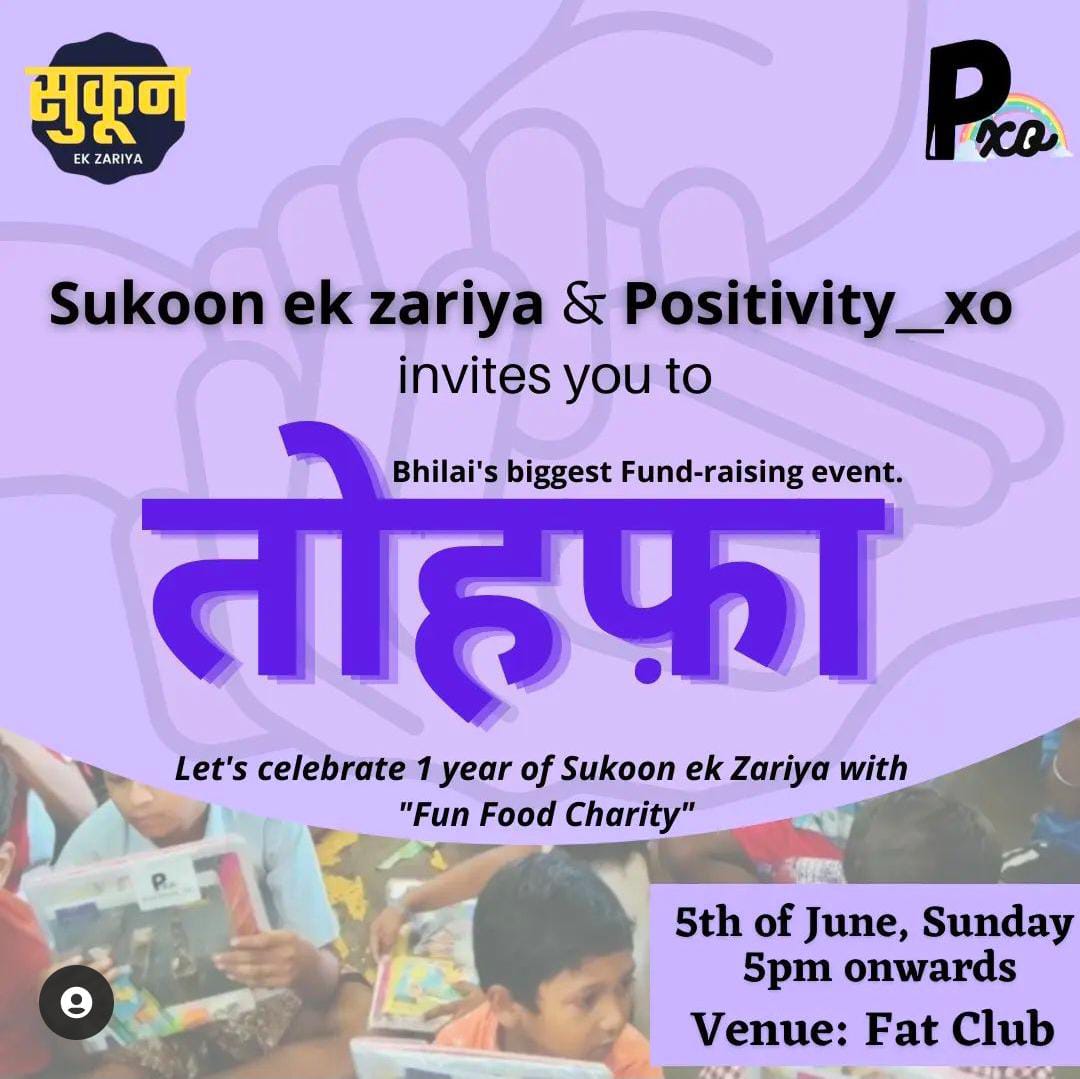 सुकून
EK ZARIYA
Pxo
Sukoon ek zariya & Positivity__xo
invites you to
Bhilai's biggest Fund-raising event.
तोहफ़ा
Let's celebrate 1 year of Sukoon ek Zariya with
"Fun Food Charity"
5th of June, Sunday
5pm onwards
Venue: Fat Club